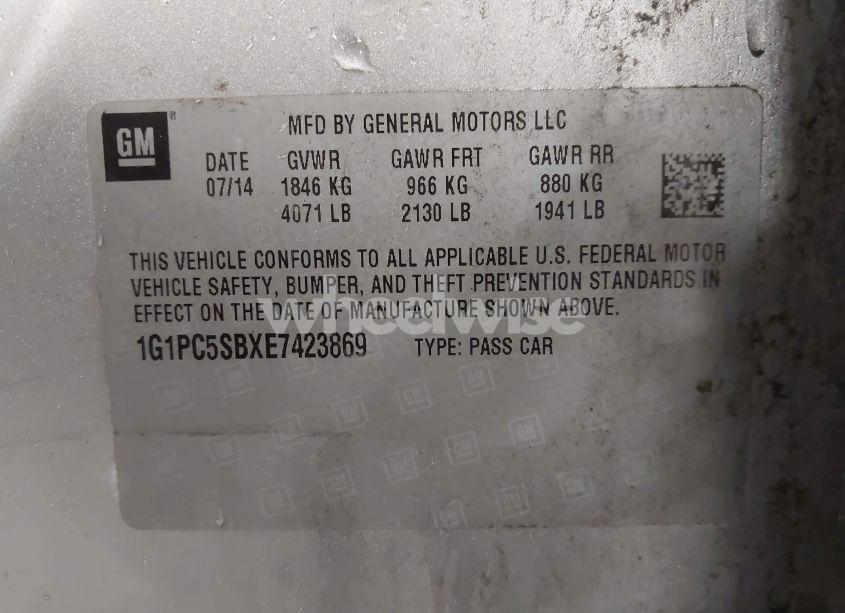 GM ® MFD BY GENERAL MOTORS LLC
DATE GVWR GAWR FRT GAWR RR
07/14 1846 KG 966 KG 880 KG
4071 LB 2130 LB 1941 LB
THIS VEHICLE CONFORMS TO ALL APPLICABLE U.S. FEDERAL MOTOR
VEHICLE SAFETY, BUMPER, AND THEFT PREVENTION STANDARDS IN
EFFECT ON THE DATE OF MANUFACTURE SHOWN ABOVE.
wheelwise
1G1PC5SBXE7423869 TYPE: PASS CAR